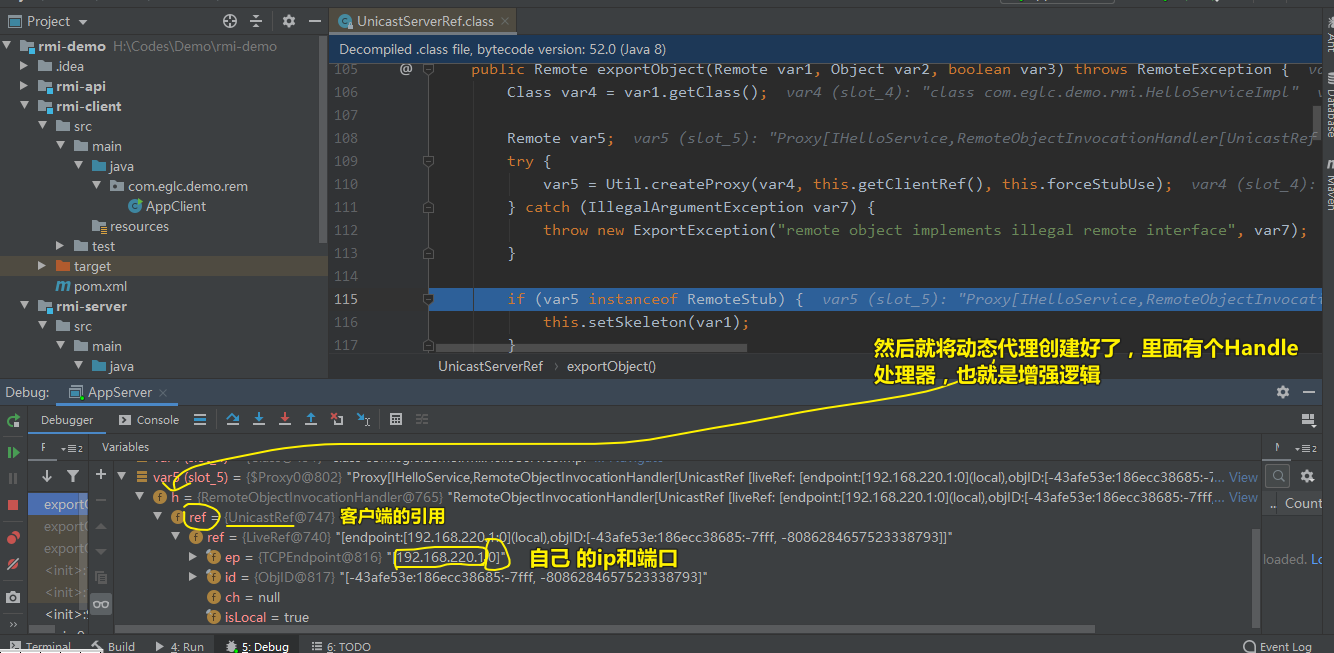 Project
rmi-demo H:\Codes\Demo\rmi-demo
.idea
rmi-api
rmi-client
src
main
java
com.eglc.demo.rem
AppClient
resources
test
target
pom.xml
rmi-server
src
main
java
UnicastServerRef.class
Decompiled .class file, bytecode version: 52.0 (Java 8)
105 @ public Remote exportObject(Remote var1, Object var2, boolean var3) throws RemoteException {
106 Class var4 = var1.getClass(); var4 (slot_4): "class com.eglc.demo.rmi.HelloServiceImpl"
107
108 Remote var5; var5 (slot_5): "Proxy[IHelloService,RemoteObjectInvocationHandler[UnicastRef
109 try {
110 var5 = Util.createProxy(var4, this.getClientRef(), this.forceStubUse); var4 (slot_4):
111 } catch (IllegalArgumentException var7) {
112 throw new ExportException("remote object implements illegal remote interface", var7);
113 }
114
115 if (var5 instanceof RemoteStub) { var5 (slot_5): "Proxy[IHelloService,RemoteObjectInvocati
116 this.setSkeleton(var1);
117 }
UnicastServerRef › exportObject()
Ant
Database
Maven
然后就将动态代理创建好了，里面有个Handle
处理器，也就是增强逻辑
Debug: AppServer
Debugger Console
F Variables
var5 (slot_5) = {$Proxy0@802} "Proxy[IHelloService,RemoteObjectInvocationHandler[UnicastRef [liveRef: [endpoint:[192.168.220.1:0](local),objID:[-43afe53e:186ecc38685:-7... View
h = {RemoteObjectInvocationHandler@765} "RemoteObjectInvocationHandler[UnicastRef [liveRef: [endpoint:[192.168.220.1:0](local),objID:[-43afe53e:186ecc38685:-7fff,... View
ref = {UnicastRef@747} 客户端的引用
ref = {LiveRef@740} "[endpoint:[192.168.220.1:0](local),objID:[-43afe53e:186ecc38685:-7fff, -8086284657523338793]]"
ep = {TCPEndpoint@816} "[192.168.220.1:0]" 自己 的ip和端口
id = {ObjID@817} "[-43afe53e:186ecc38685:-7fff, -8086284657523338793]"
ch = null
isLocal = true
export
export
export
<init>:
<init>:
<init>:
.. Count
loaded. Lo
Terminal Build 4: Run 5: Debug 6: TODO Event Log